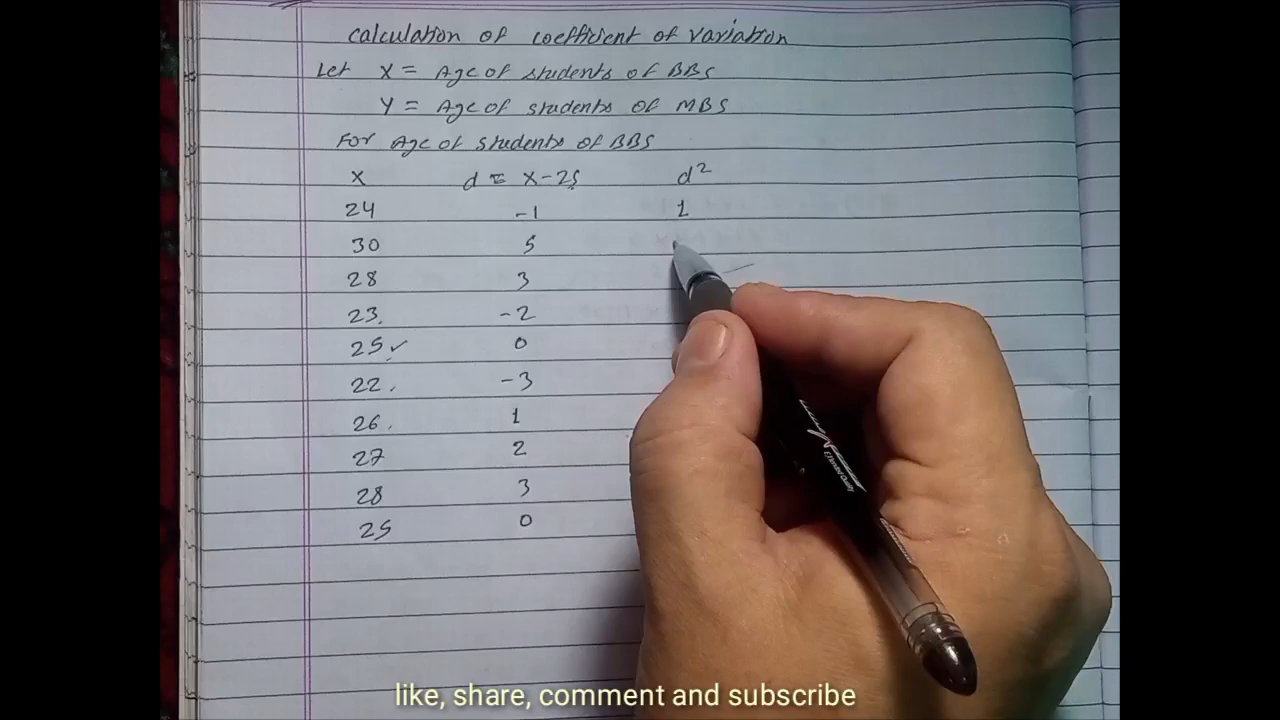 calculation of coefficient of variation
Let X = Age of students of BBS
Y = Age of students of MBS
For Age of students of BBS
X d = X-25 d²
24 -1 1
30 5
28 3
23 -2
25 ✓ 0
22 -3
26 1
27 2
28 3
25 0
like, share, comment and subscribe